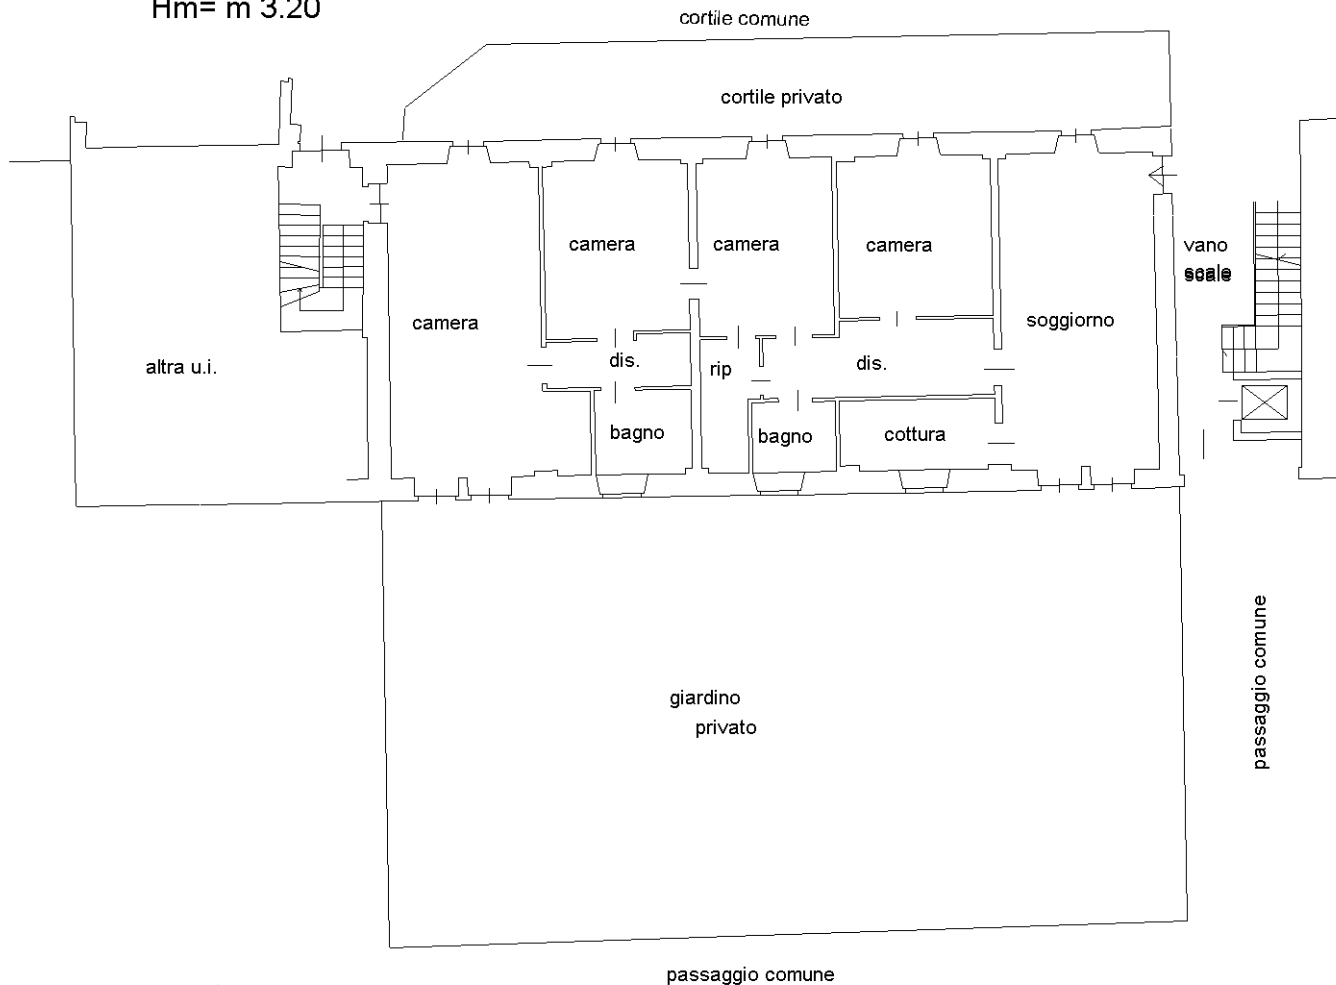 Hm= m 3.20
cortile comune
cortile privato
camera
camera
camera
vano
scale
camera
soggiorno
altra u.i.
dis.
rip
dis.
bagno
bagno
cottura
giardino
privato
passaggio comune
passaggio comune